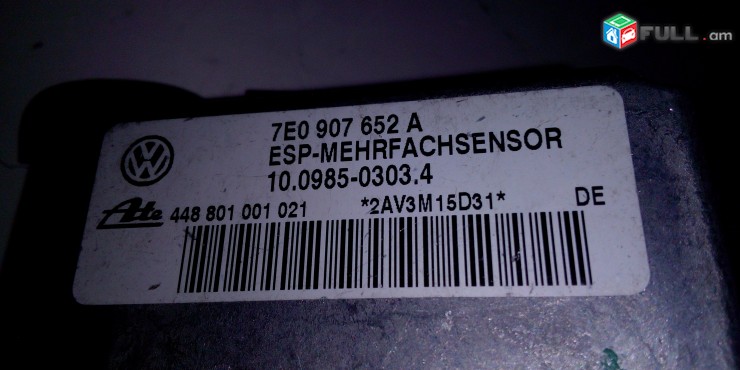 FULL.am
7E0 907 652 A
ESP-MEHRFACHSENSOR
10.0985-0303.4
Ate 448 801 001 021 *2AV3M15D31* DE